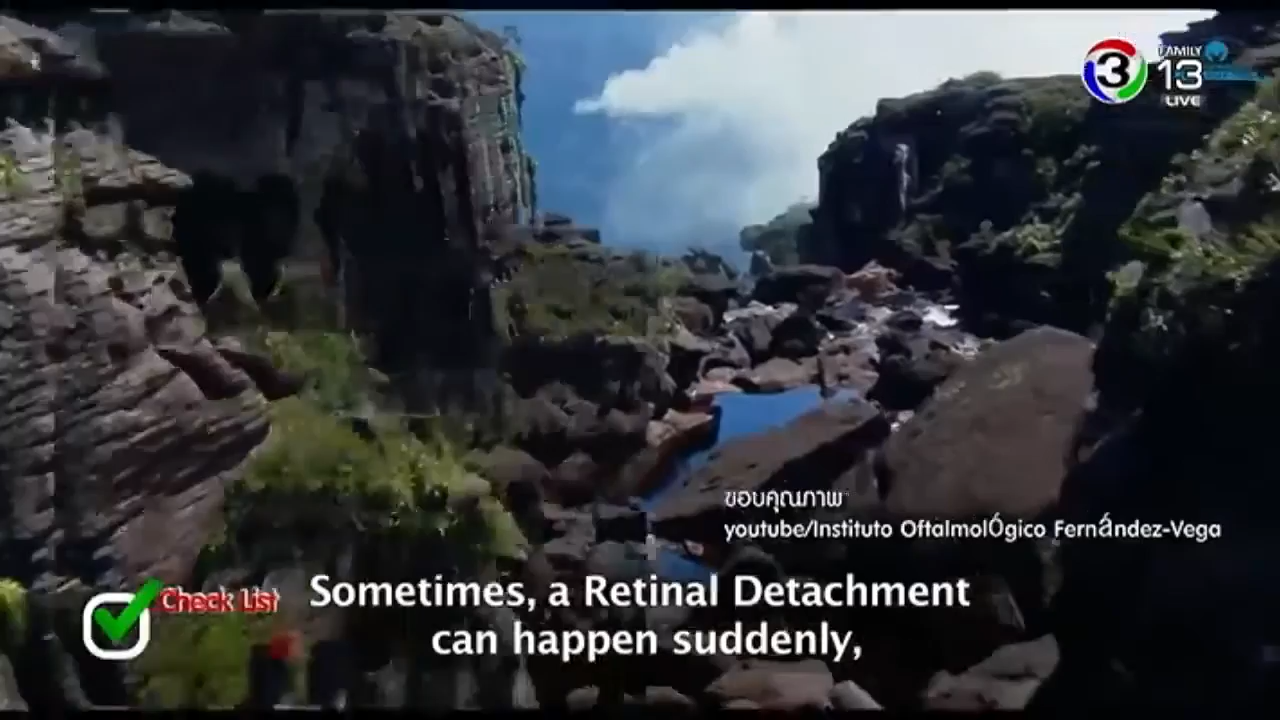 3
FAMILY
13
LIVE
ขอบคุณภาพ
youtube/Instituto OftalmolÓgico Fernández-Vega
Check List
Sometimes, a Retinal Detachment
can happen suddenly,